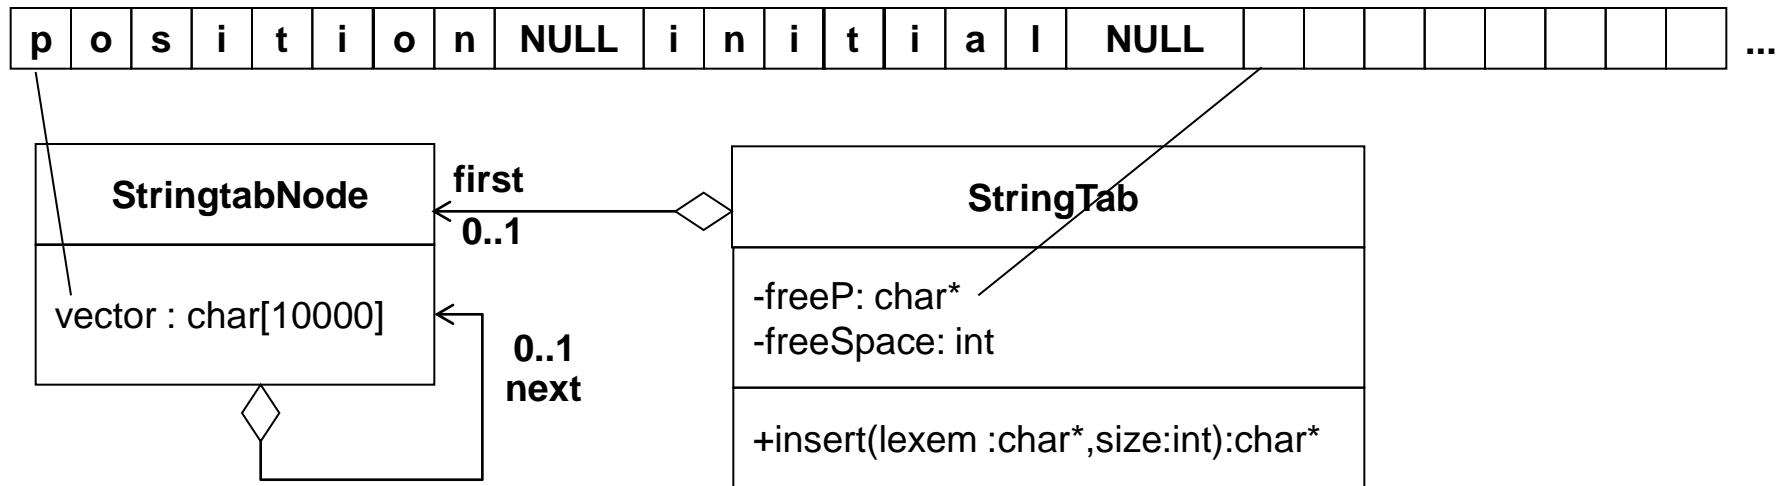 p o s i t i o n NULL i n i t i a l NULL ...
StringtabNode
first
0..1
StringTab
vector : char[10000]
0..1
next
-freeP: char*
-freeSpace: int
+insert(lexem :char*,size:int):char*